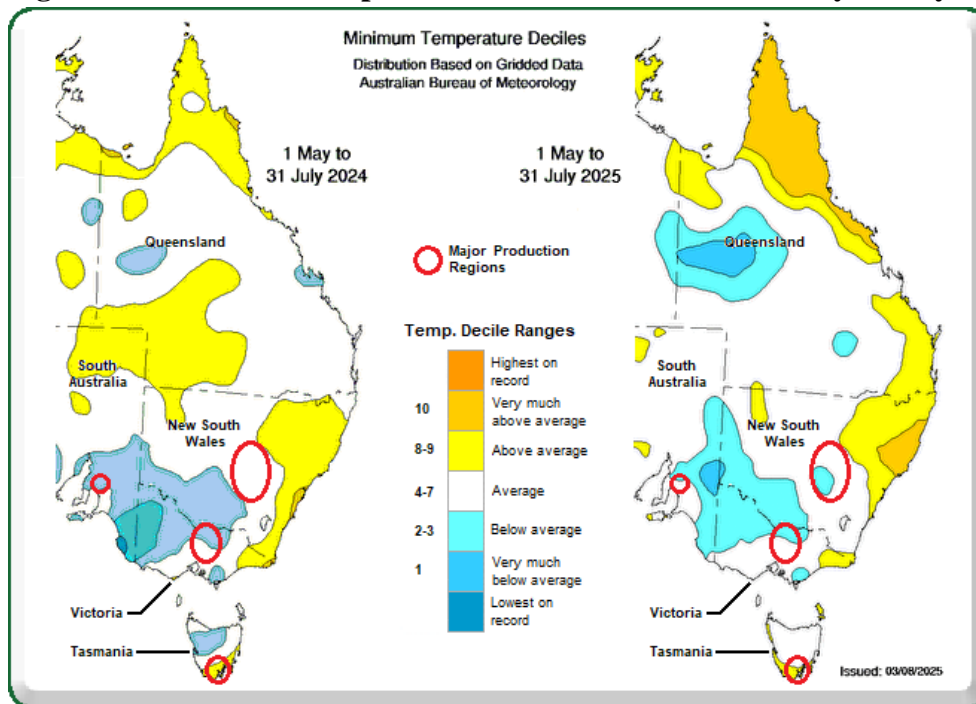 Minimum Temperature Deciles
Distribution Based on Gridded Data
Australian Bureau of Meteorology
1 May to
31 July 2024
1 May to
31 July 2025
Queensland
Queensland
Major Production
Regions
Temp. Decile Ranges
Highest on
record
10
Very much
above average
8-9
Above average
4-7
Average
2-3
Below average
1
Very much
below average
Lowest on
record
South
Australia
New South
Wales
Victoria
Tasmania
South
Australia
New South
Wales
Victoria
Tasmania
Issued: 03/08/2025